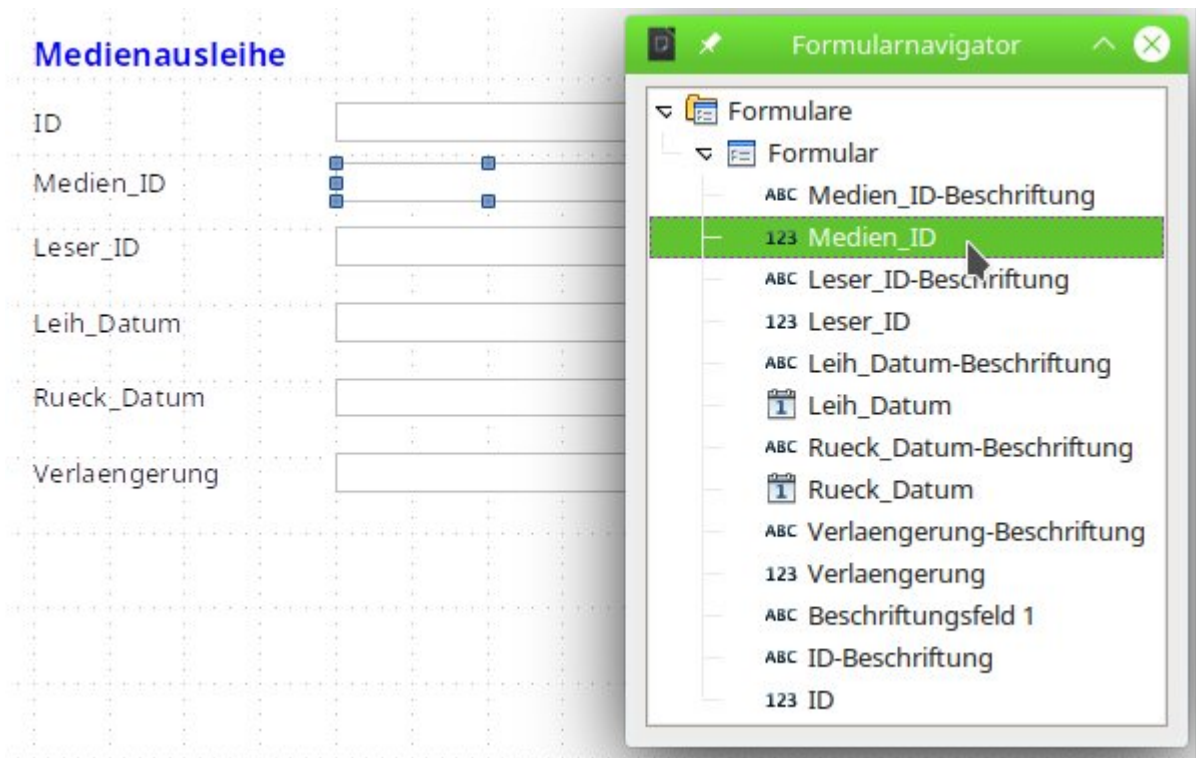 Medienausleihe
ID
Medien_ID
Leser_ID
Leih_Datum
Rueck_Datum
Verlaengerung
Formularnavigator
Formulare
Formular
ABC Medien_ID-Beschriftung
123 Medien_ID
ABC Leser_ID-Beschriftung
123 Leser_ID
ABC Leih_Datum-Beschriftung
1 Leih_Datum
ABC Rueck_Datum-Beschriftung
1 Rueck_Datum
ABC Verlaengerung-Beschriftung
123 Verlaengerung
ABC Beschriftungsfeld 1
ABC ID-Beschriftung
123 ID